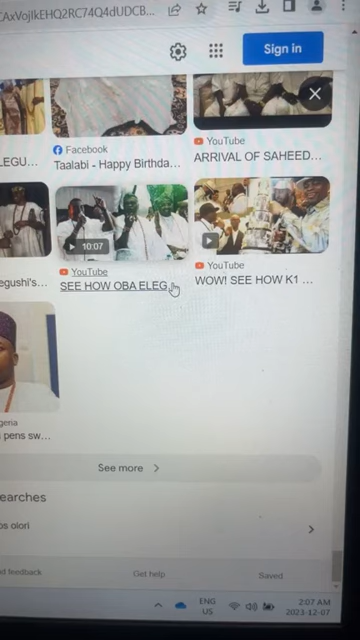 AxVojIkEHQ2RC74Q4dUDCB...
Sign in
LEGU...
Facebook
Taalabi - Happy Birthda...
YouTube
ARRIVAL OF SAHEED...
egushi's...
10:07
YouTube
SEE HOW OBA ELEG
YouTube
WOW! SEE HOW K1 ...
geria
pens sw...
See more
earches
os olori
d feedback
Get help
Saved
ENG
US
2:07 AM
2023-12-07